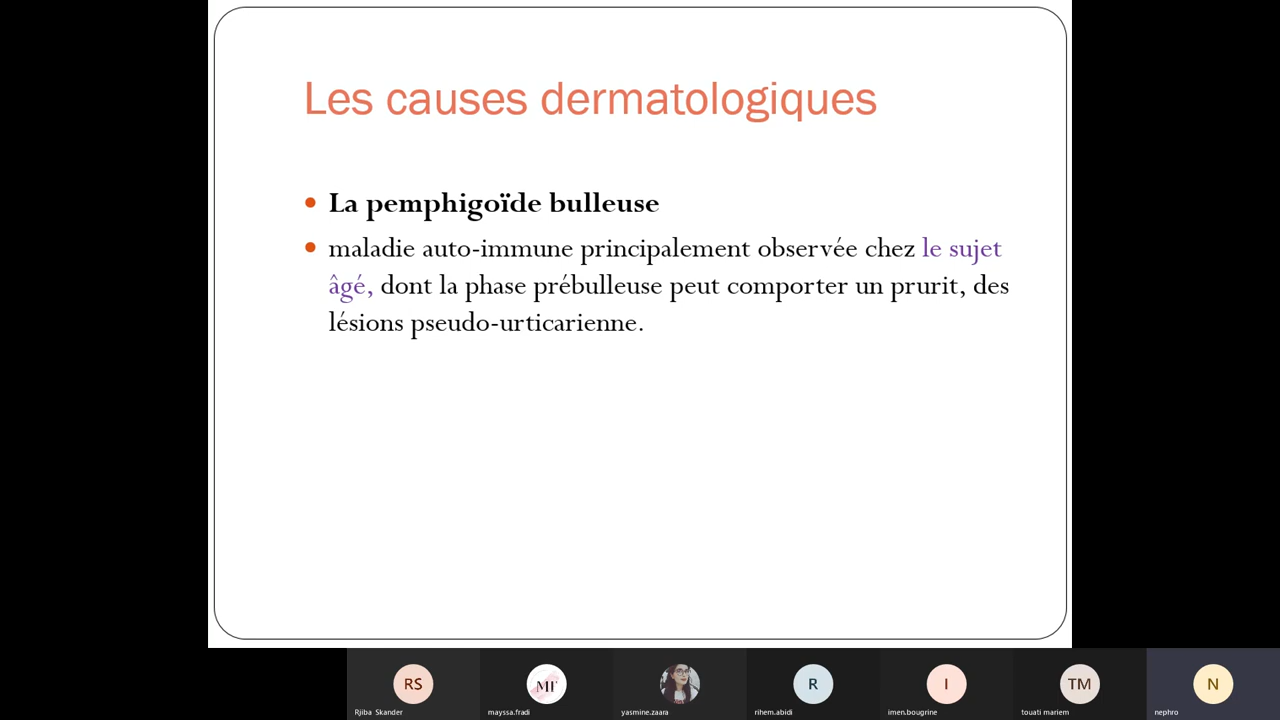 Les causes dermatologiques
La pemphigoïde bulleuse
maladie auto-immune principalement observée chez le sujet
âgé, dont la phase prébulleuse peut comporter un prurit, des
lésions pseudo-urticarienne.
RS
MF
R
I
TM
N
Rjiba Skander
mayssa.fradi
yasmine.zaara
rihem.abidi
imen.bougrine
touati mariem
nephro